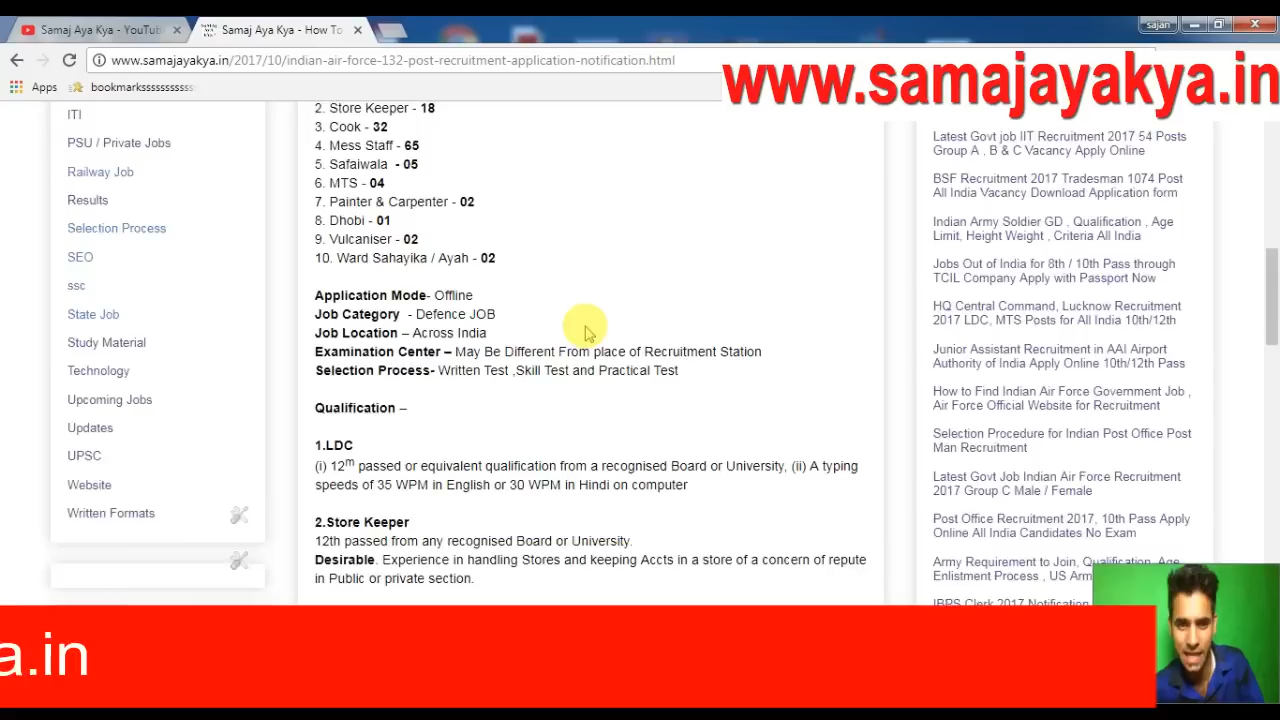 Samaj Aya Kya - YouTub
Samaj Aya Kya - How To
sajan
www.samajayakya.in/2017/10/indian-air-force-132-post-recruitment-application-notification.html
Apps
bookmarksssssssssss
www.samajayakya.in
ITI
PSU / Private Jobs
Railway Job
Results
Selection Process
SEO
ssc
State Job
Study Material
Technology
Upcoming Jobs
Updates
UPSC
Website
Written Formats
2. Store Keeper - 18
3. Cook - 32
4. Mess Staff - 65
5. Safaiwala - 05
6. MTS - 04
7. Painter & Carpenter - 02
8. Dhobi - 01
9. Vulcaniser - 02
10. Ward Sahayika / Ayah - 02
Application Mode- Offline
Job Category - Defence JOB
Job Location – Across India
Examination Center – May Be Different From place of Recruitment Station
Selection Process- Written Test ,Skill Test and Practical Test
Qualification –
1.LDC
(i) 12m passed or equivalent qualification from a recognised Board or University, (ii) A typing
speeds of 35 WPM in English or 30 WPM in Hindi on computer
2.Store Keeper
12th passed from any recognised Board or University.
Desirable. Experience in handling Stores and keeping Accts in a store of a concern of repute
in Public or private section.
Latest Govt job IIT Recruitment 2017 54 Posts
Group A , B & C Vacancy Apply Online
BSF Recruitment 2017 Tradesman 1074 Post
All India Vacancy Download Application form
Indian Army Soldier GD , Qualification , Age
Limit, Height Weight , Criteria All India
Jobs Out of India for 8th / 10th Pass through
TCIL Company Apply with Passport Now
HQ Central Command, Lucknow Recruitment
2017 LDC, MTS Posts for All India 10th/12th
Junior Assistant Recruitment in AAI Airport
Authority of India Apply Online 10th/12th Pass
How to Find Indian Air Force Government Job ,
Air Force Official Website for Recruitment
Selection Procedure for Indian Post Office Post
Man Recruitment
Latest Govt Job Indian Air Force Recruitment
2017 Group C Male / Female
Post Office Recruitment 2017, 10th Pass Apply
Online All India Candidates No Exam
Army Requirement to Join, Qualification, Age
Enlistment Process , US Arm
IBPS Clerk 2017 Notification
a.in